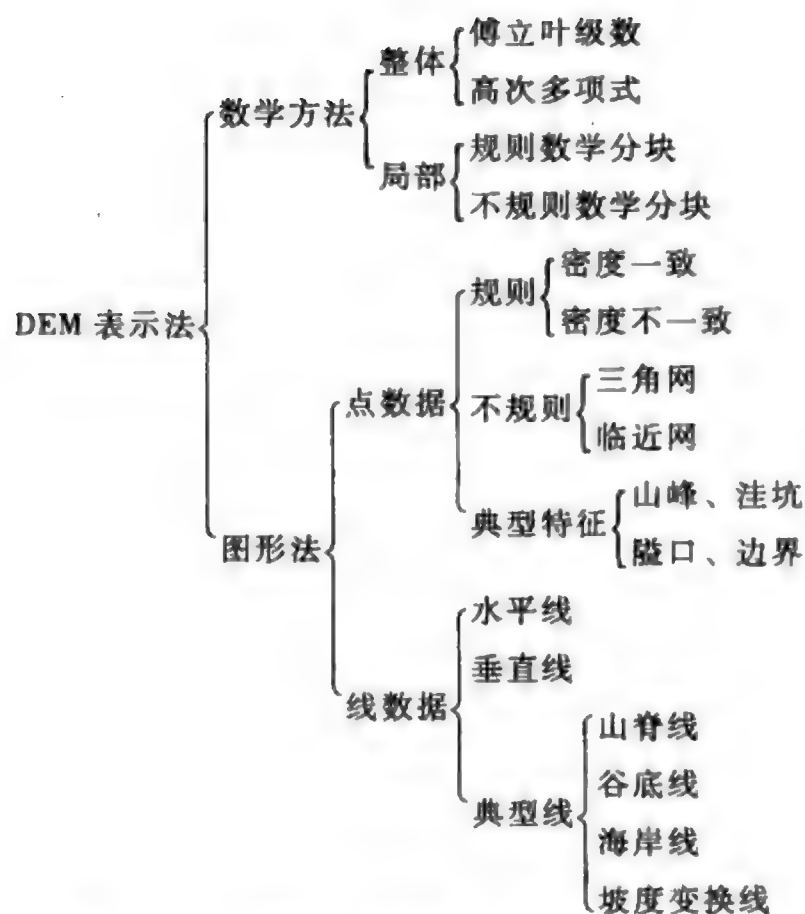 DEM 表示法
数学方法
整体
傅立叶级数
高次多项式
局部
规则数学分块
不规则数学分块
图形法
点数据
规则
密度一致
密度不一致
不规则
三角网
临近网
典型特征
山峰、洼坑
隘口、边界
线数据
水平线
垂直线
典型线
山脊线
谷底线
海岸线
坡度变换线